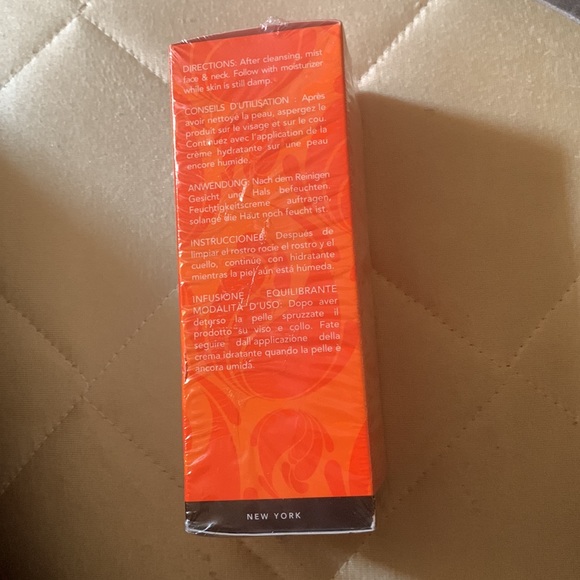 DIRECTIONS: After cleansing, mist
face & neck. Follow with moisturizer
while skin is still damp.
CONSEILS D'UTILISATION : Après
avoir nettoyé la peau, aspergez le
produit sur le visage et sur le cou.
Continuez avec l'application de la
crème hydratante sur une peau
encore humide.
ANWENDUNG: Nach dem Reinigen
Gesicht und Hals befeuchten
Feuchtigkeitscreme auftragen,
solange die Haut noch feucht ist.
INSTRUCCIONES: Después de
limpiar el rostro rocíe el rostro y el
cuello, continúe con hidratante
mientras la piel aún está húmeda.
INFUSIONE EQUILIBRANTE
MODALITÀ D'USO- Dopo aver
deterso la pelle spruzzate il
prodotto su viso e collo. Fate
seguire dall'applicazione della
crema idratante quando la pelle è
ancora umida.
NEW YORK